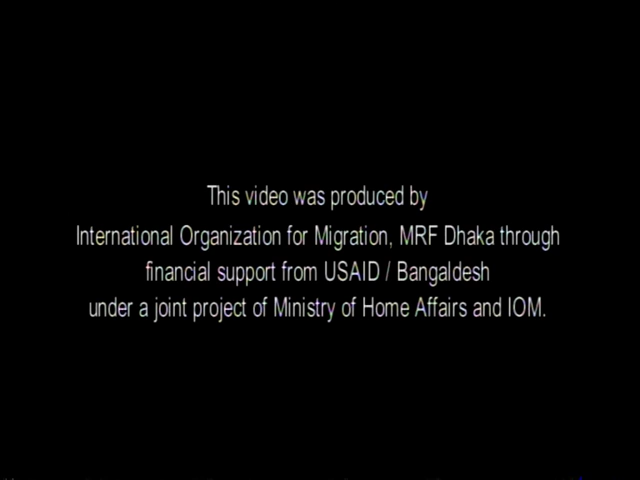 This video was produced by
International Organization for Migration, MRF Dhaka through
financial support from USAID / Bangaldesh
under a joint project of Ministry of Home Affairs and IOM.